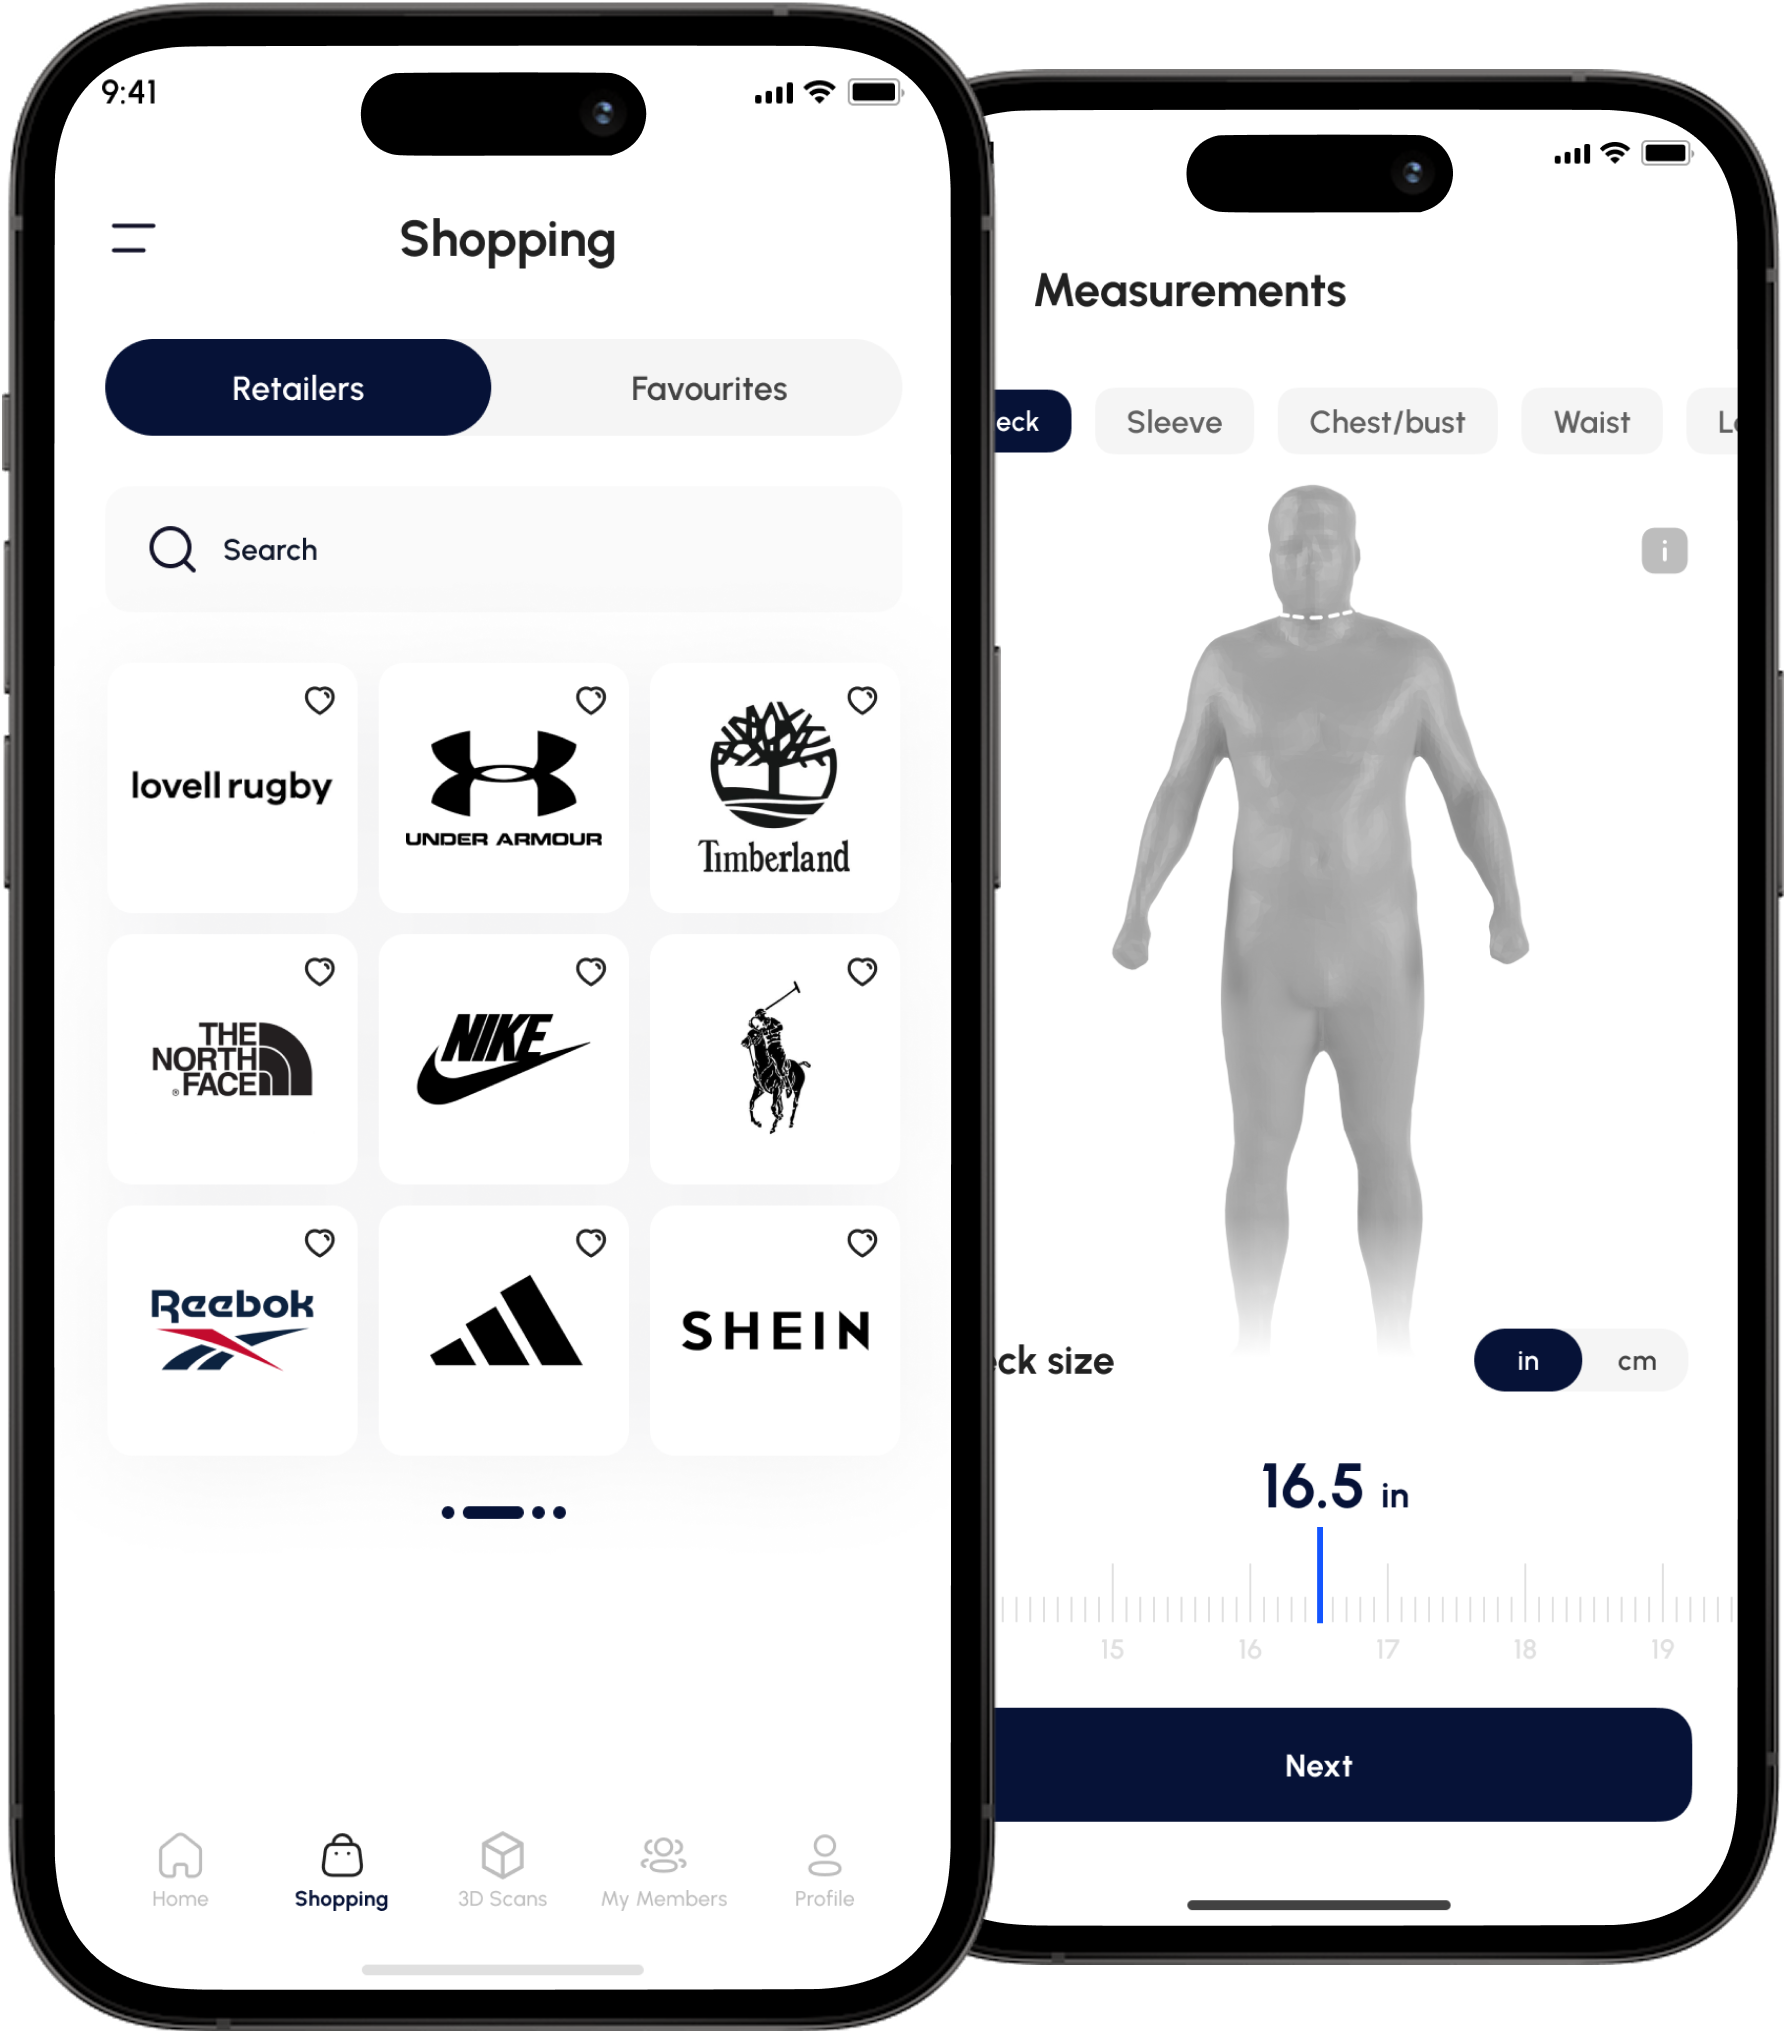 9:41
Shopping
Retailers
Favourites
Search
lovell rugby
UNDER ARMOUR
Timberland
THE
NORTH
®FACE
NIKE
Reebok
SHEIN
Home
Shopping
3D Scans
My Members
Profile
Measurements
eck
Sleeve
Chest/bust
Waist
i
eck size
in
cm
16.5 in
15
16
17
18
19
Next